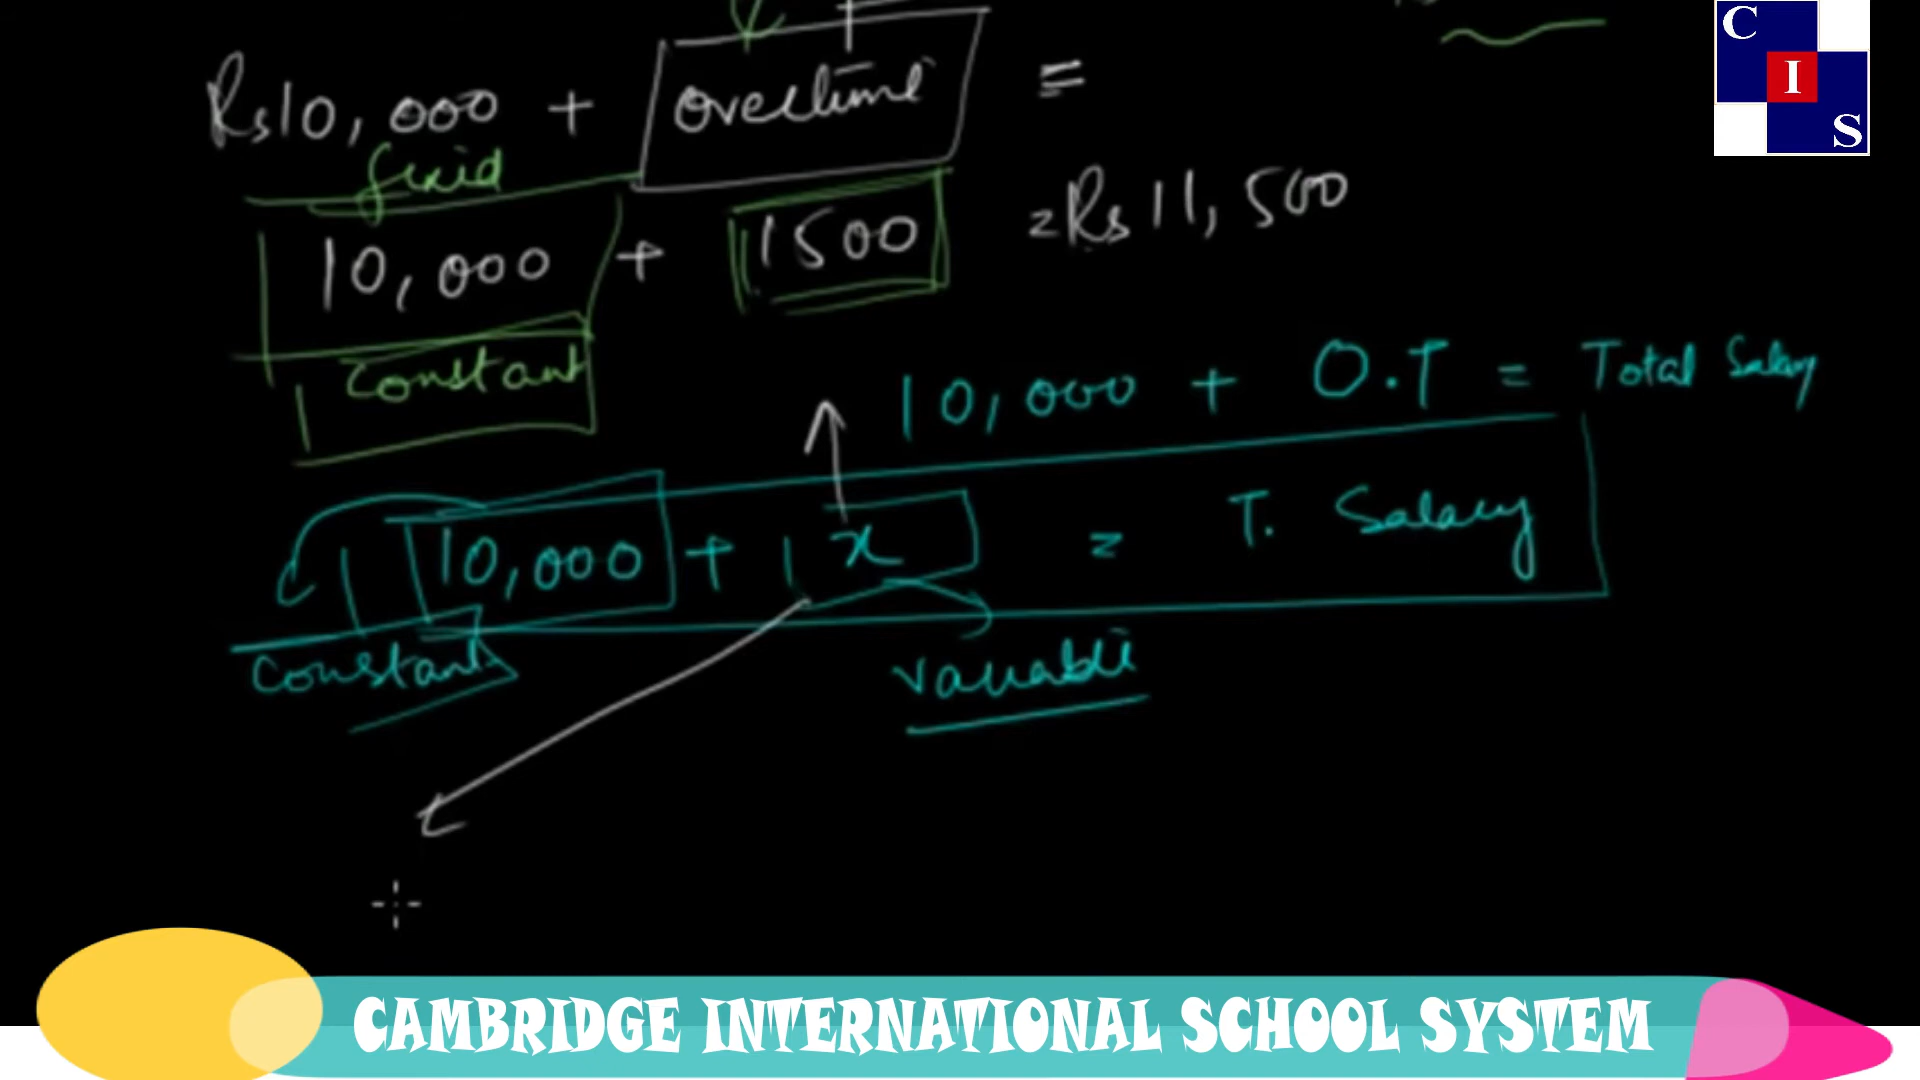 Rs10,000 + overtime =
fixed
10,000 + 1500 = Rs 11,500
Constant
10,000 + O.T = Total Salary
10,000 + x = T. Salary
Constant
variable
C
I
S
CAMBRIDGE INTERNATIONAL SCHOOL SYSTEM